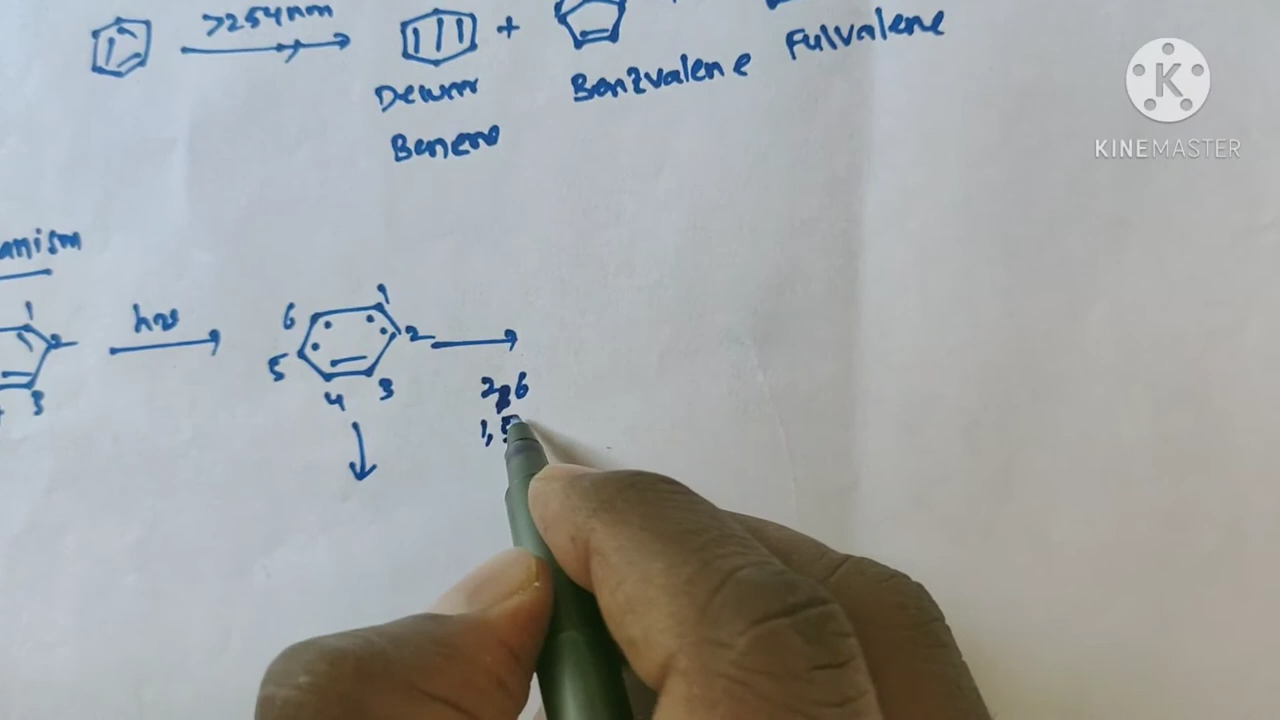 >254nm
+
Dewar
Benene
Benzvalene
Fulvalene
KINEMASTER
anism
hν
1
2
3
6
1
2
5
4
3
2,6
1,5